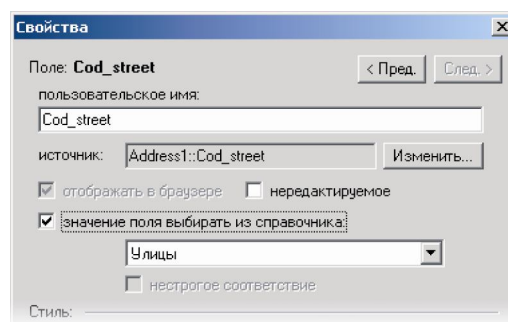 Свойства
Поле: Cod_street
< Пред.
След. >
пользовательское имя:
Cod_street
источник:
Address1::Cod_street
Изменить...
отображать в браузере
нередактируемое
значение поля выбирать из справочника:
Улицы
нестрогое соответствие
Стиль: